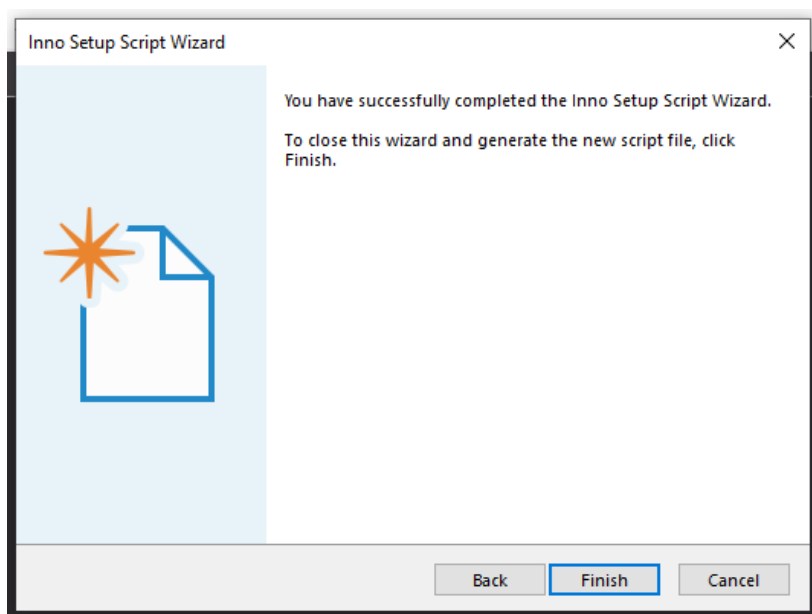 Inno Setup Script Wizard
You have successfully completed the Inno Setup Script Wizard.
To close this wizard and generate the new script file, click
Finish.
Back
Finish
Cancel